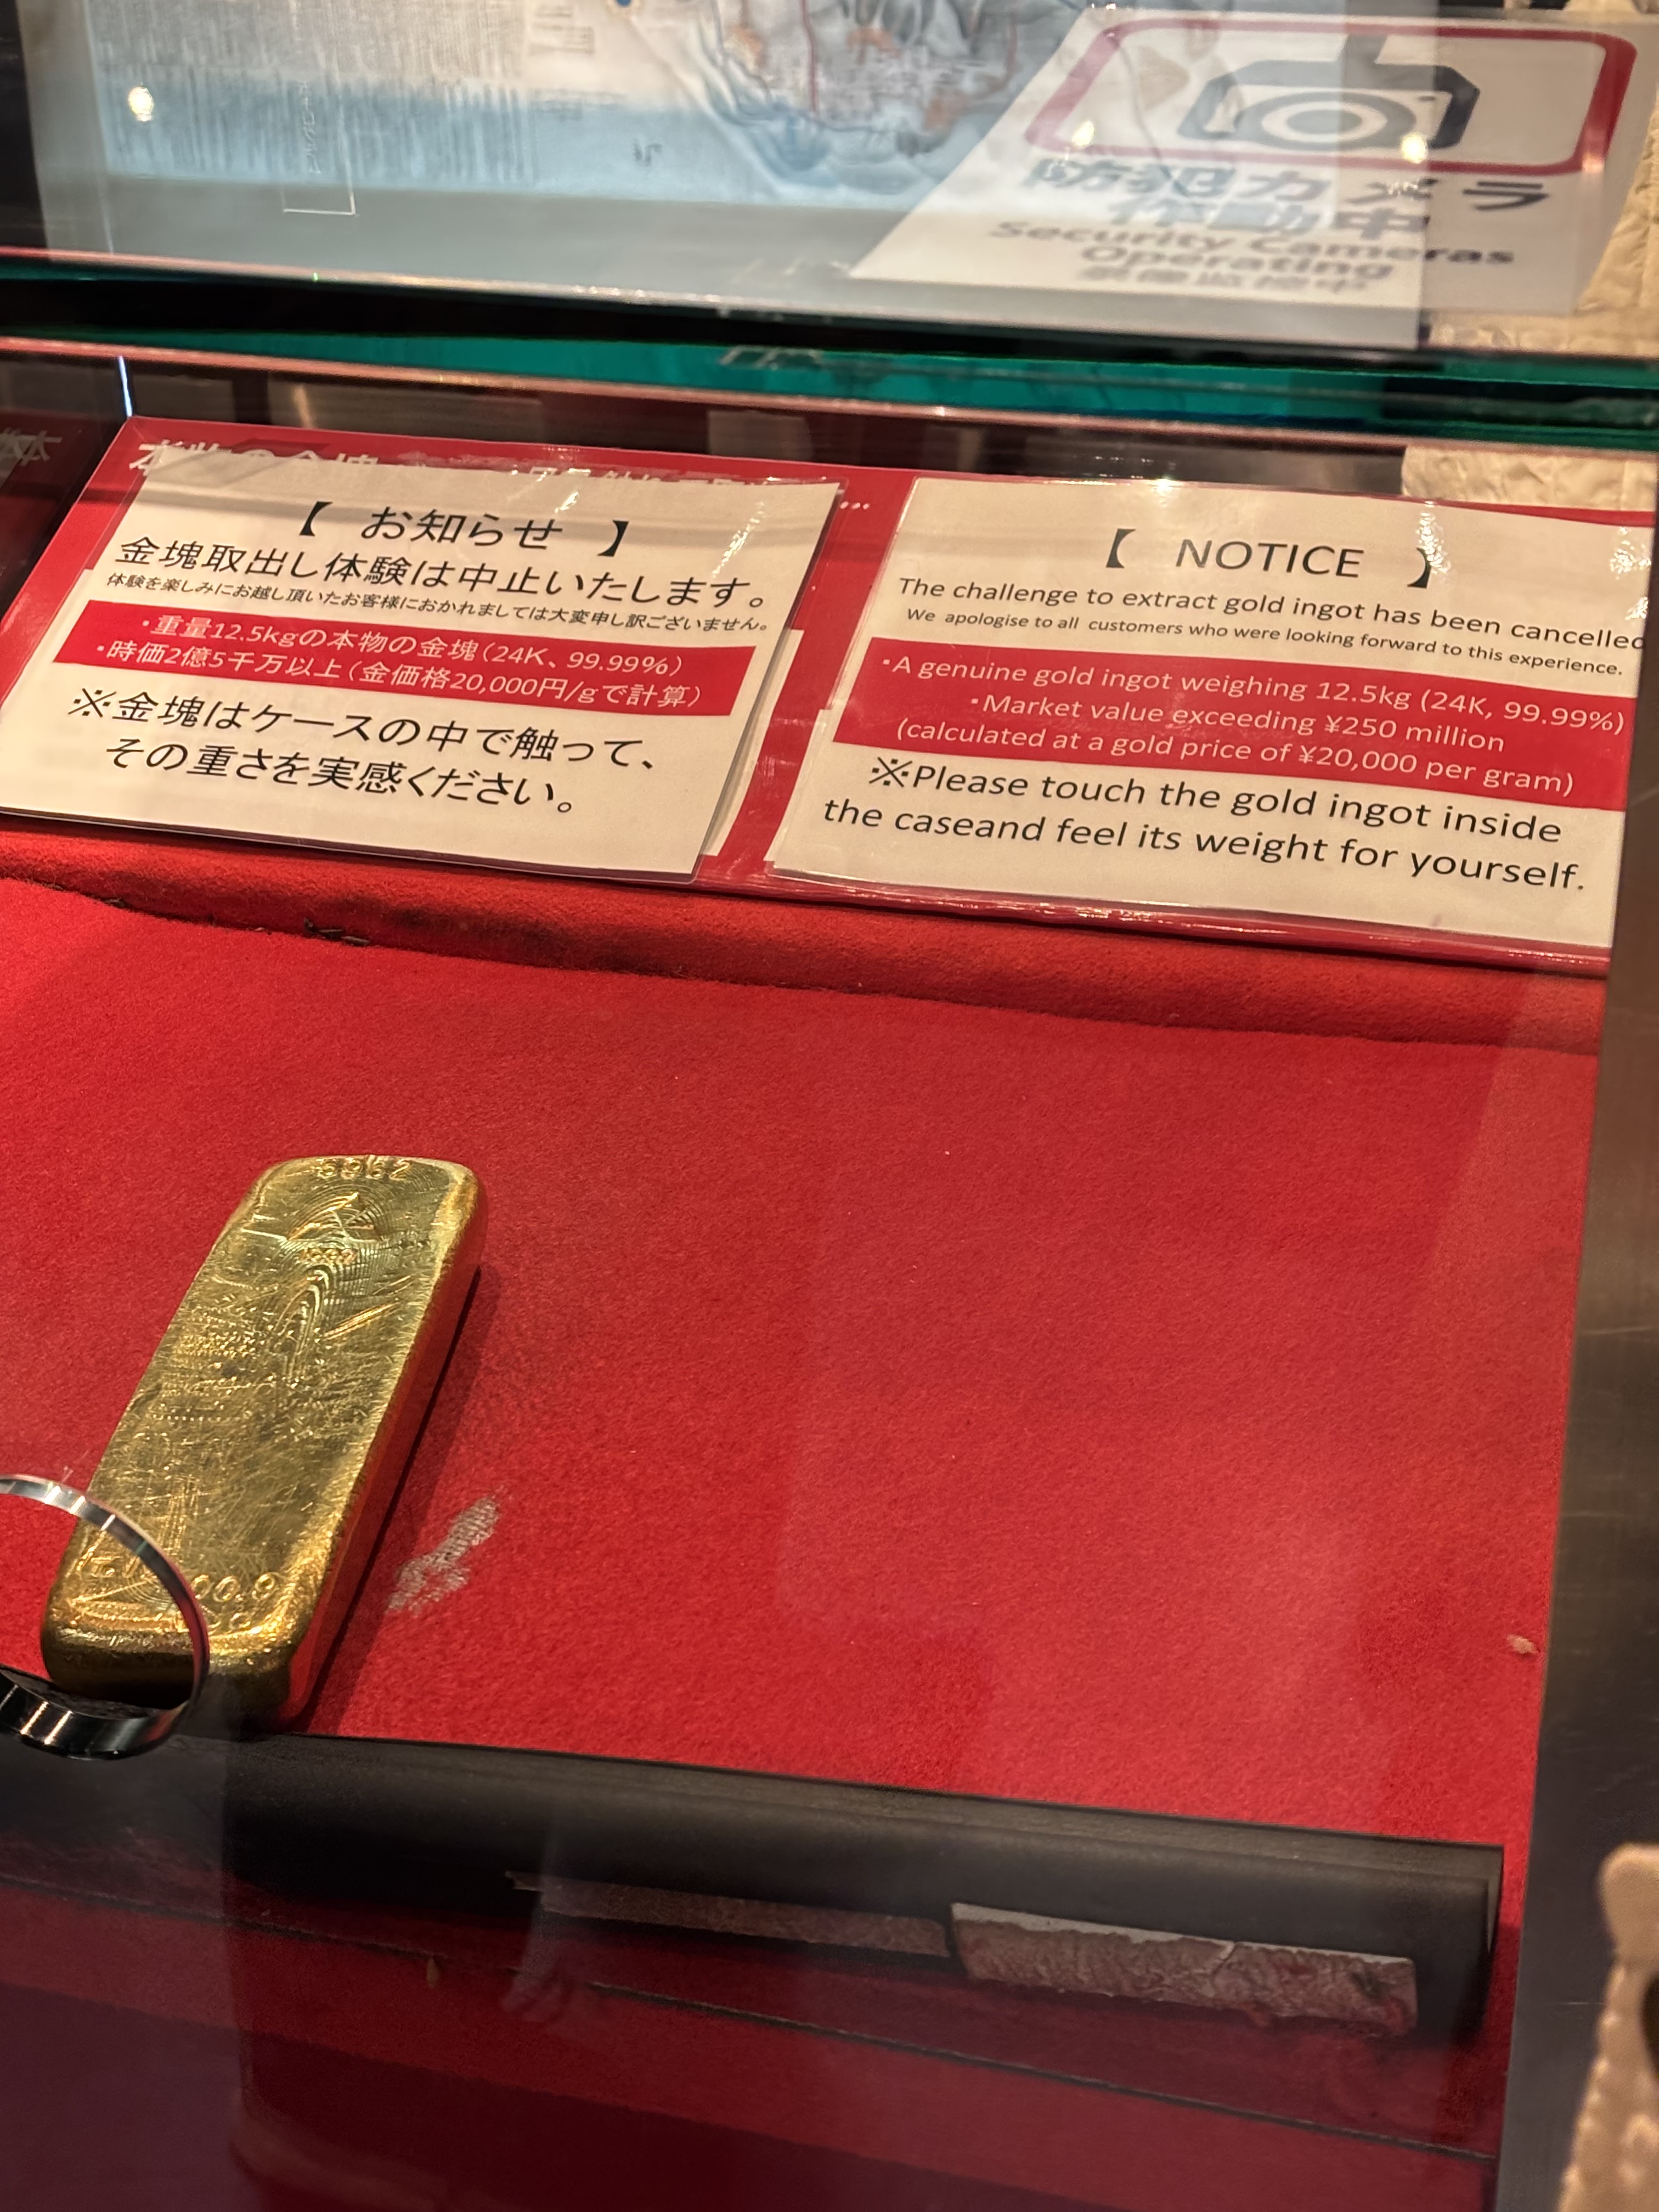 防犯カメラ
作動中
Security Cameras
Operating
【 お知らせ 】
金塊取出し体験は中止いたします。
体験を楽しみにお越し頂いたお客様におかれましては大変申し訳ございません。
・重量12.5kgの本物の金塊（24K、99.99%）
・時価2億5千万以上（金価格20,000円/gで計算）
※金塊はケースの中で触って、
その重さを実感ください。
【 NOTICE 】
The challenge to extract gold ingot has been cancelled
We apologise to all customers who were looking forward to this experience.
・A genuine gold ingot weighing 12.5kg (24K, 99.99%)
・Market value exceeding ¥250 million
(calculated at a gold price of ¥20,000 per gram)
※Please touch the gold ingot inside
the caseand feel its weight for yourself.